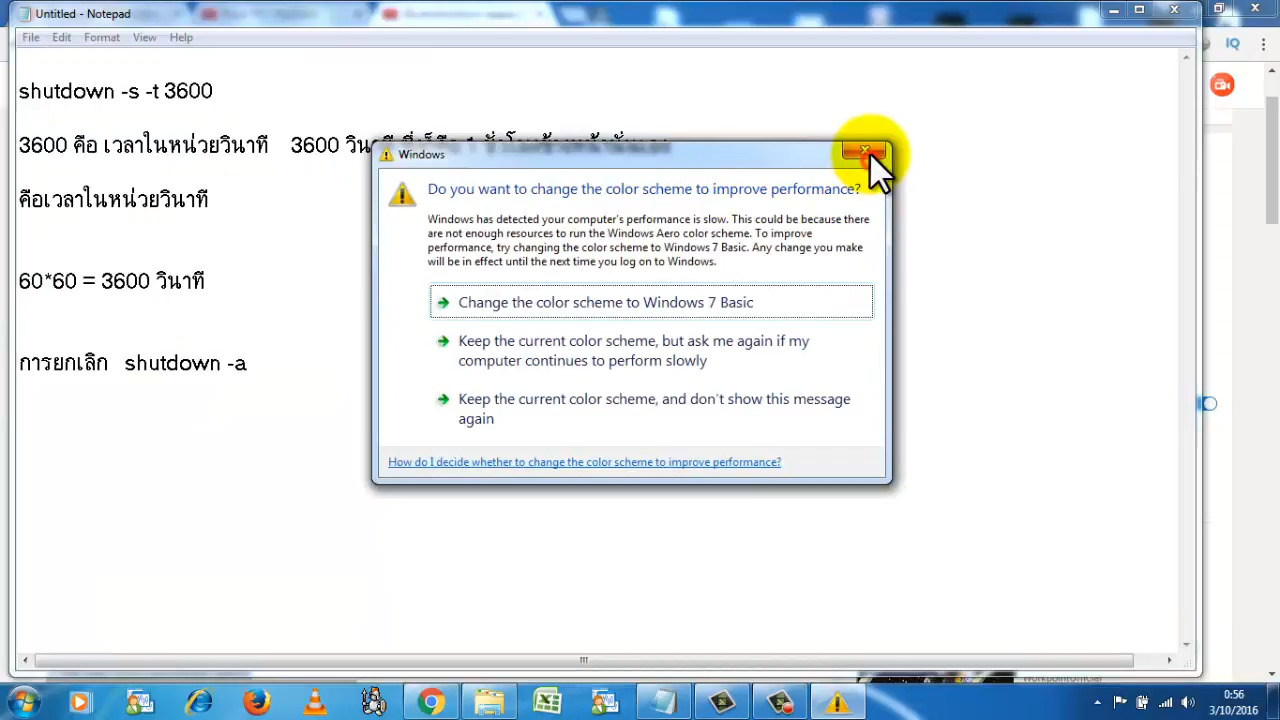 Untitled - Notepad
File Edit Format View Help
IQ
shutdown -s -t 3600
3600 คือ เวลาในหน่วยวินาที 3600
คือเวลาในหน่วยวินาที
60*60 = 3600 วินาที
การยกเลิก shutdown -a
Windows
Do you want to change the color scheme to improve performance?
Windows has detected your computer's performance is slow. This could be because there
are not enough resources to run the Windows Aero color scheme. To improve
performance, try changing the color scheme to Windows 7 Basic. Any change you make
will be in effect until the next time you log on to Windows.
Change the color scheme to Windows 7 Basic
Keep the current color scheme, but ask me again if my
computer continues to perform slowly
Keep the current color scheme, and don't show this message
again
How do I decide whether to change the color scheme to improve performance?
0:56
3/10/2016